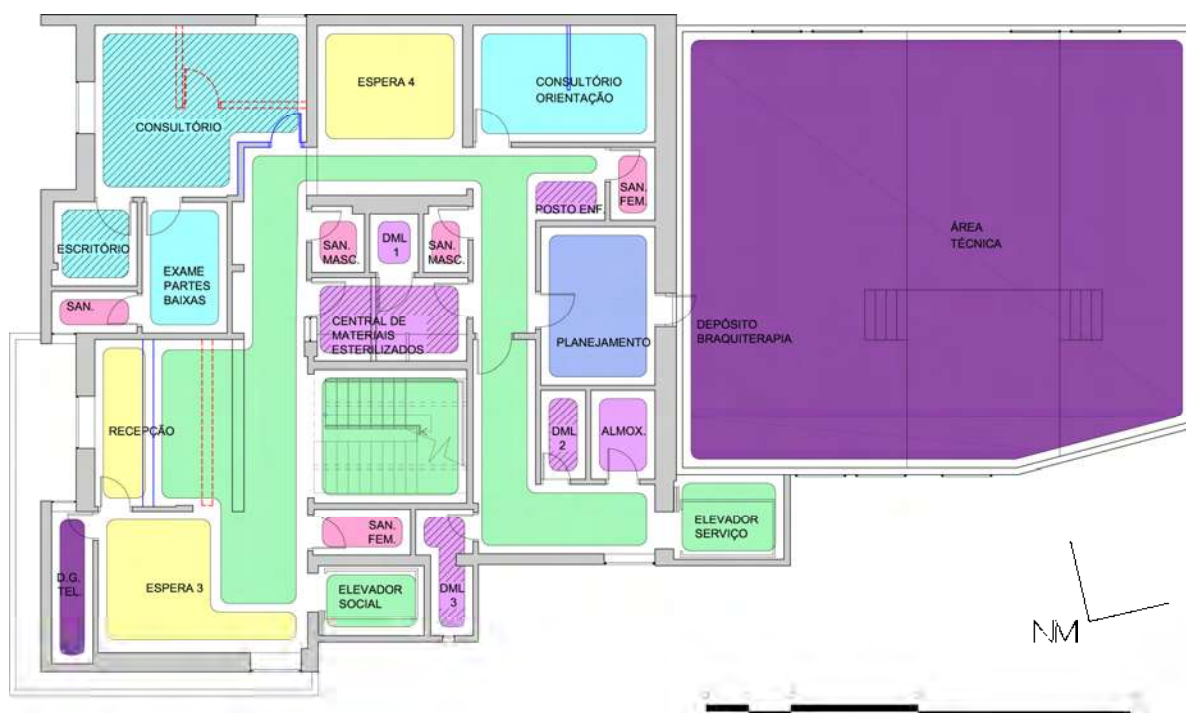 ESPERA 4
CONSULTÓRIO
ORIENTAÇÃO
CONSULTÓRIO
POSTO ENF.
SAN.
FEM.
ESCRITÓRIO
EXAME
PARTES
BAIXAS
SAN.
SAN.
MASC.
DML
1
SAN.
MASC.
ÁREA
TÉCNICA
CENTRAL DE
MATERIAIS
ESTERILIZADOS
PLANEJAMENTO
DEPÓSITO
BRAQUITERAPIA
RECEPÇÃO
DML
2
ALMOX.
ELEVADOR
SERVIÇO
SAN.
FEM.
D.G.
TEL.
ESPERA 3
ELEVADOR
SOCIAL
DML
3
NM